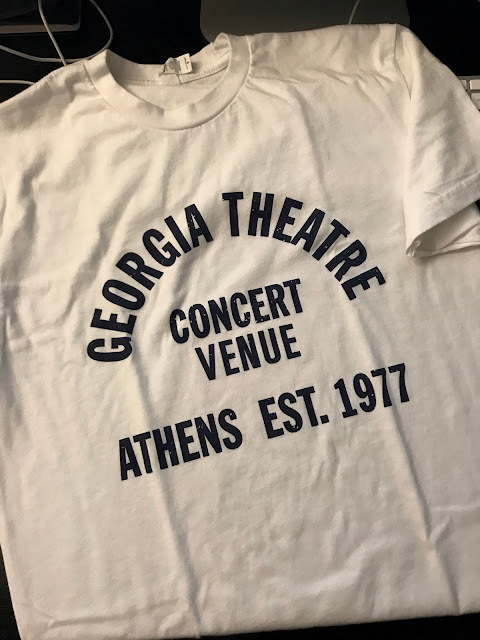 GEORGIA THEATRE
CONCERT
VENUE
ATHENS EST. 1977